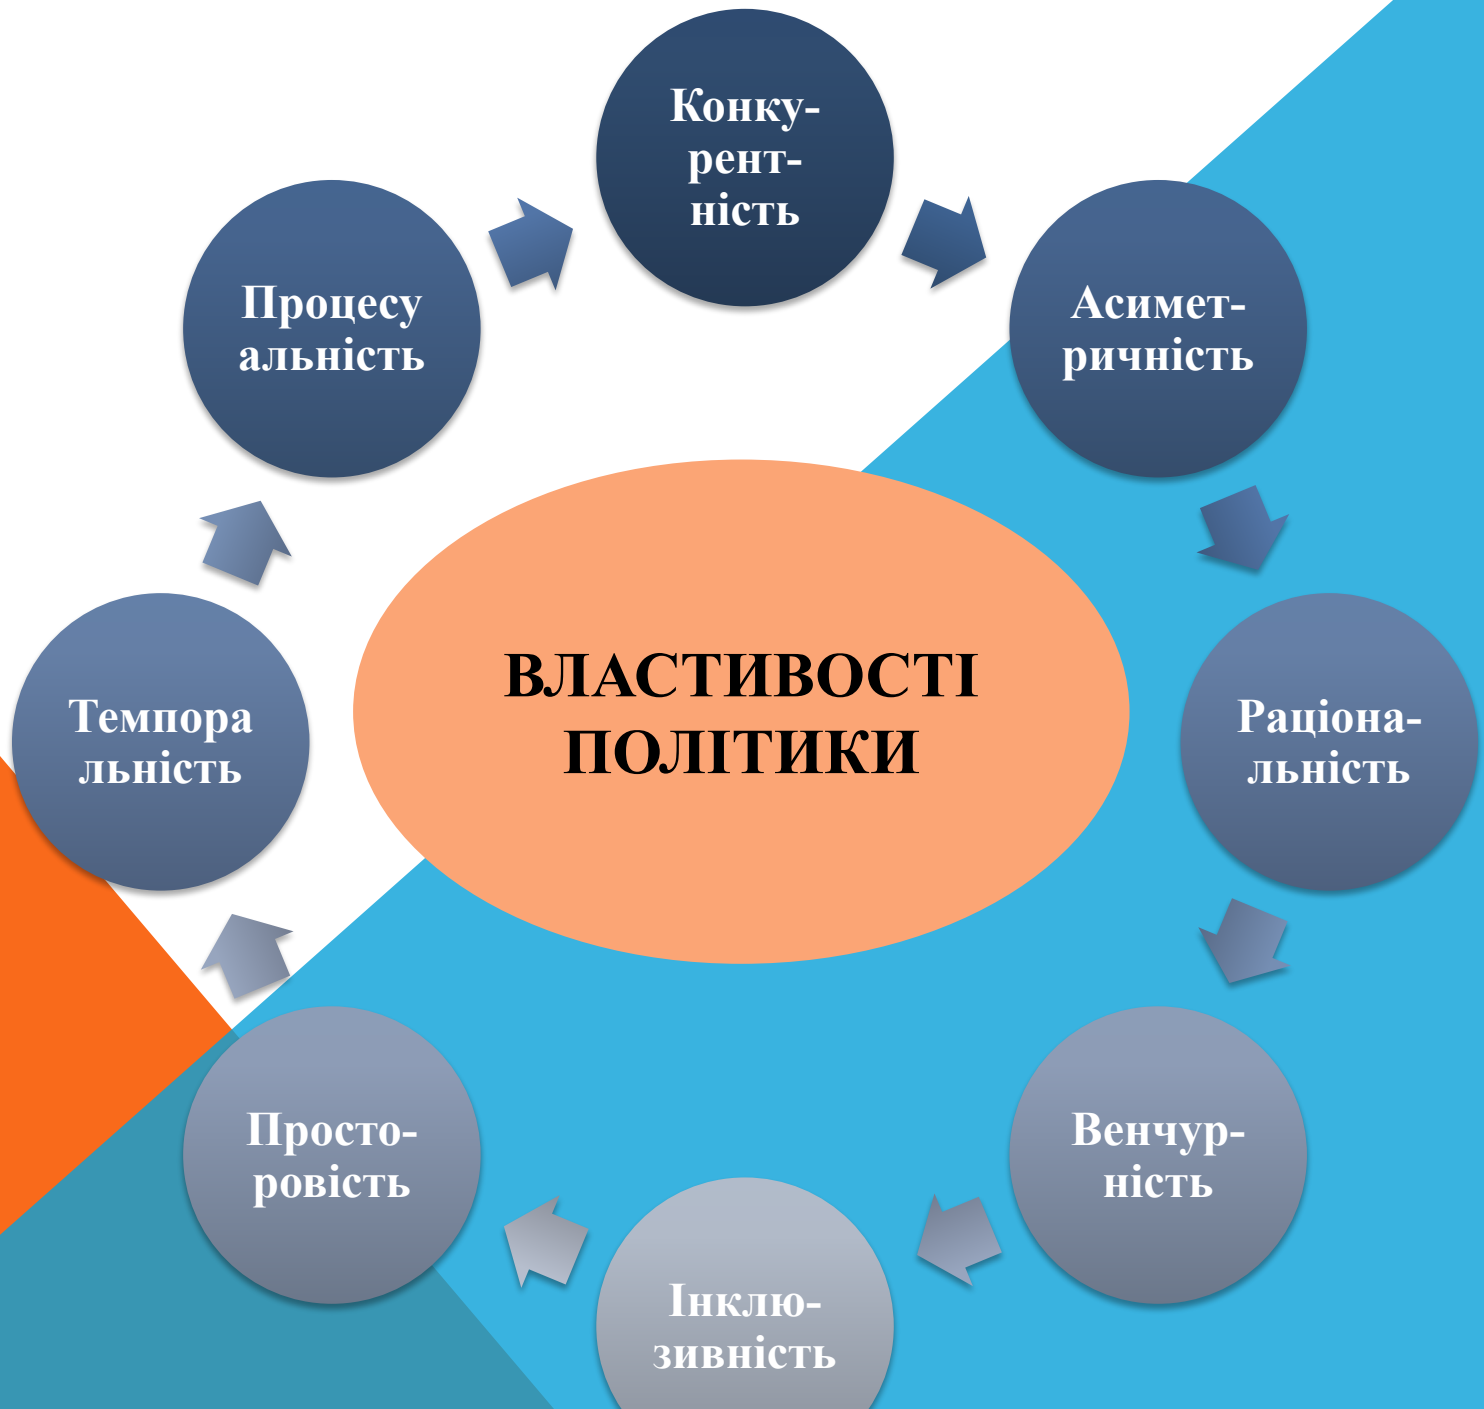 Конку-
рент-
ність
Асимет-
ричність
Раціона-
льність
Венчур-
ність
Інклю-
зивність
Просто-
ровість
Темпора
льність
Процесу
альність
ВЛАСТИВОСТІ
ПОЛІТИКИ